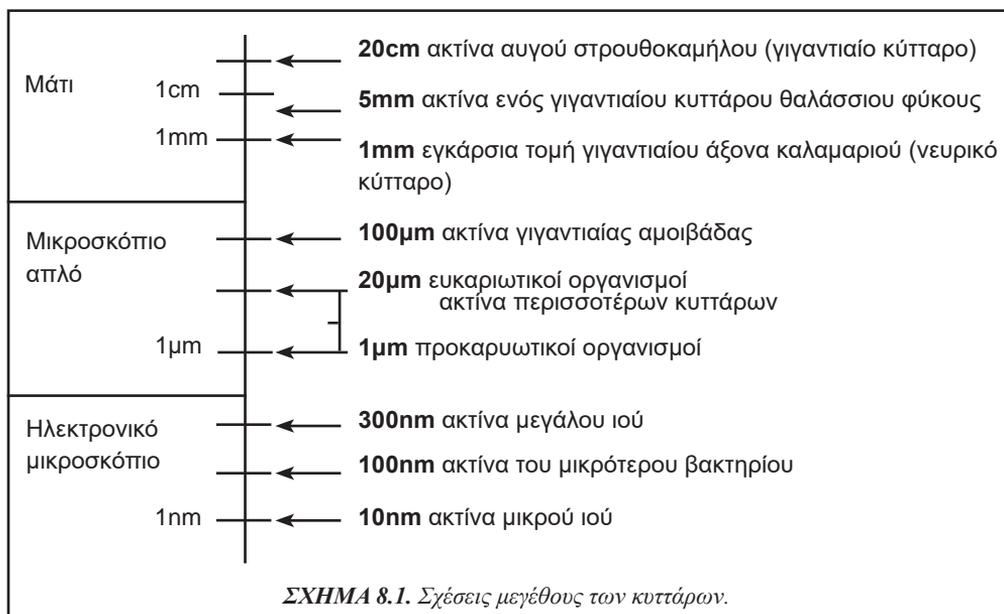 Μάτι
1cm
1mm
20cm ακτίνα αυγού στρουθοκαμήλου (γιγαντιαίο κύτταρο)
5mm ακτίνα ενός γιγαντιαίου κυττάρου θαλάσσιου φύκους
1mm εγκάρσια τομή γιγαντιαίου άξονα καλαμαριού (νευρικό
κύτταρο)
Μικροσκόπιο
απλό
1μm
100μm ακτίνα γιγαντιαίας αμοιβάδας
20μm ευκαριωτικοί οργανισμοί
ακτίνα περισσοτέρων κυττάρων
1μm προκαρυωτικοί οργανισμοί
Ηλεκτρονικό
μικροσκόπιο
1nm
300nm ακτίνα μεγάλου ιού
100nm ακτίνα του μικρότερου βακτηρίου
10nm ακτίνα μικρού ιού
ΣΧΗΜΑ 8.1. Σχέσεις μεγέθους των κυττάρων.